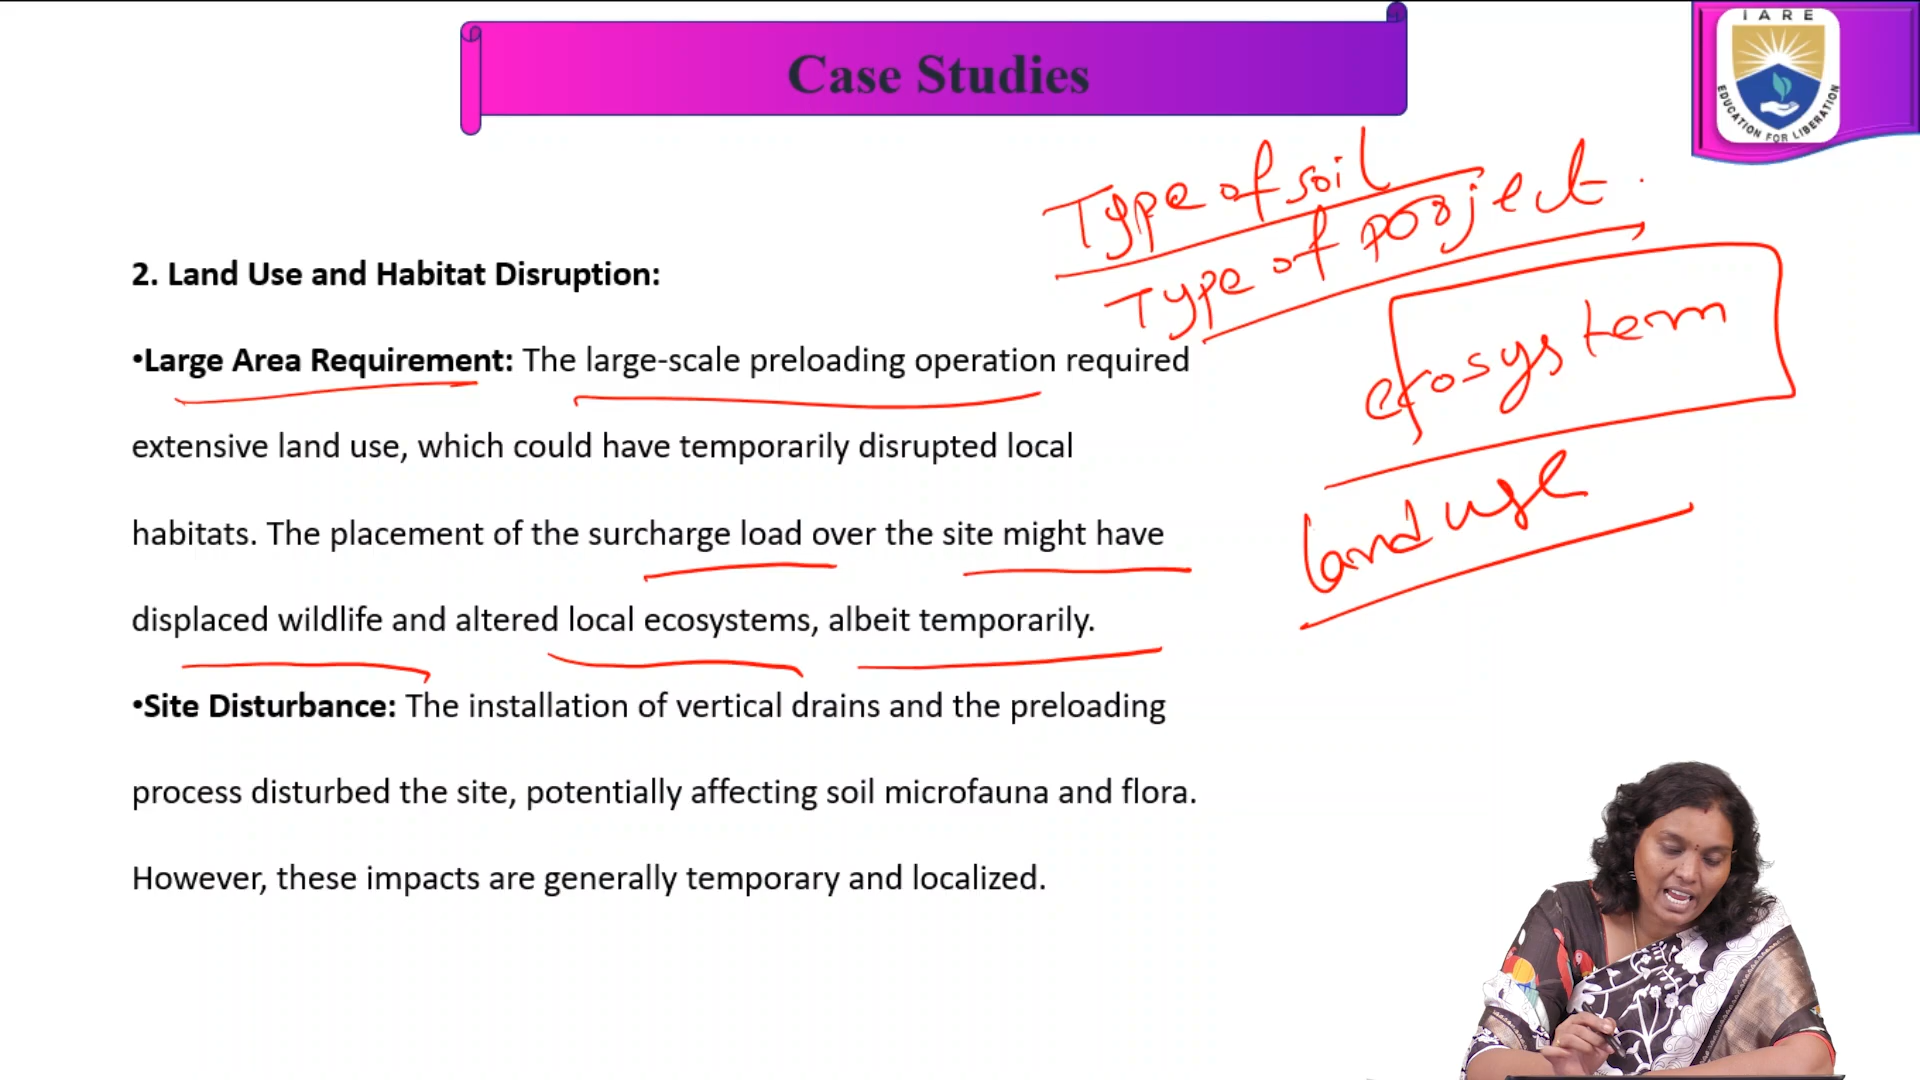 Case Studies
IARE
EDUCATION FOR LIBERATION
Type of soil
Type of project
ecosystem
land use
2. Land Use and Habitat Disruption:
•Large Area Requirement: The large-scale preloading operation required
extensive land use, which could have temporarily disrupted local
habitats. The placement of the surcharge load over the site might have
displaced wildlife and altered local ecosystems, albeit temporarily.
•Site Disturbance: The installation of vertical drains and the preloading
process disturbed the site, potentially affecting soil microfauna and flora.
However, these impacts are generally temporary and localized.